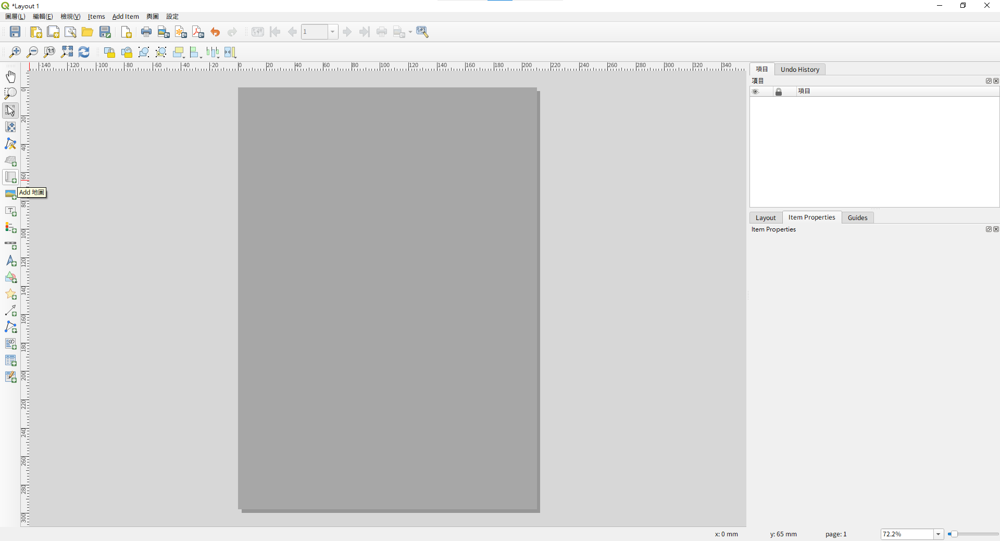 *Layout 1
圖層(L) 編輯(E) 檢視(V) Items Add Item 輿圖 設定
1
1:1
-140 -120 -100 -80 -60 -40 -20 0 20 40 60 80 100 120 140 160 180 200 220 240 260 280 300 320 340
0
20
40
60
80
100
120
140
160
180
200
220
240
260
280
300
Add 地圖
T
項目 Undo History
項目
項目
Layout Item Properties Guides
Item Properties
x: 0 mm y: 65 mm page: 1 72.2%